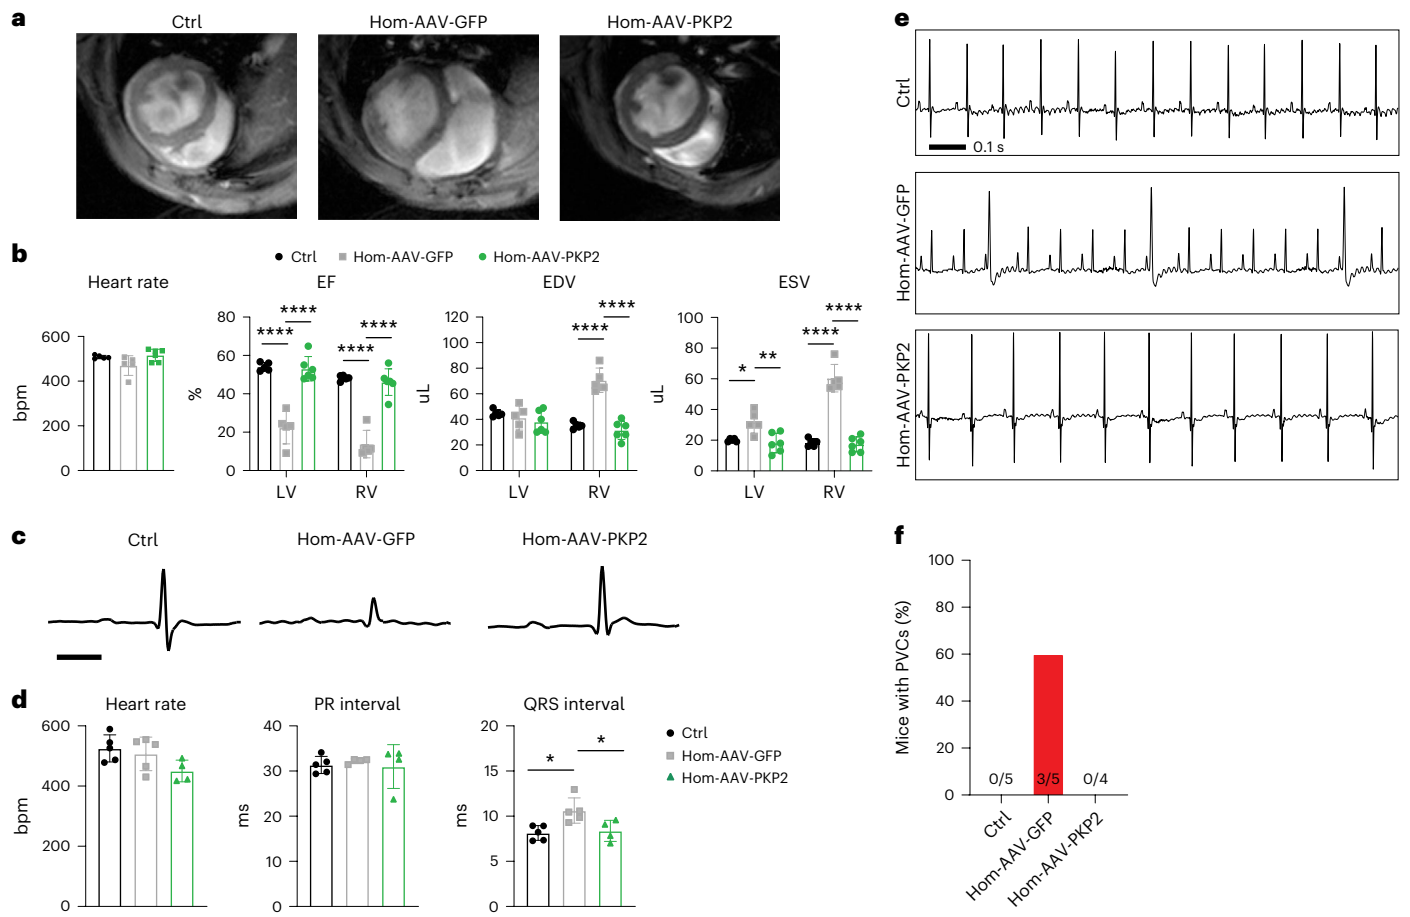 a
Ctrl
Hom-AAV-GFP
Hom-AAV-PKP2
b
Ctrl
Hom-AAV-GFP
Hom-AAV-PKP2
Heart rate
bpm
600
400
200
0
EF
%
80
60
40
20
0
****
****
****
****
LV
RV
EDV
uL
120
100
80
60
40
20
0
****
****
LV
RV
ESV
uL
100
80
60
40
20
0
*
**
****
****
LV
RV
c
Ctrl
Hom-AAV-GFP
Hom-AAV-PKP2
d
Heart rate
bpm
600
400
200
0
PR interval
ms
40
30
20
10
0
QRS interval
ms
20
15
10
5
0
*
*
Ctrl
Hom-AAV-GFP
Hom-AAV-PKP2
e
Ctrl
0.1 s
Hom-AAV-GFP
Hom-AAV-PKP2
f
Mice with PVCs (%)
100
80
60
40
20
0
0/5
3/5
0/4
Ctrl
Hom-AAV-GFP
Hom-AAV-PKP2